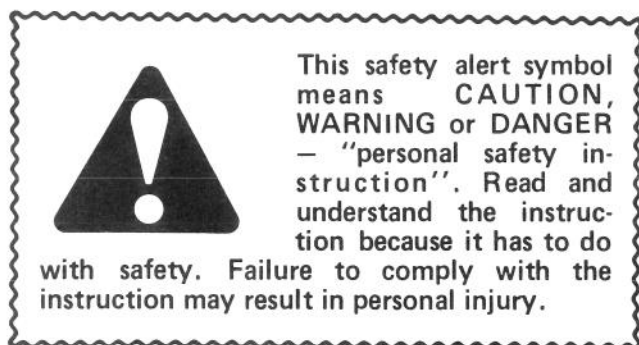 This safety alert symbol
means CAUTION,
WARNING or DANGER
— "personal safety in-
struction". Read and
understand the instruc-
tion because it has to do
with safety. Failure to comply with the
instruction may result in personal injury.